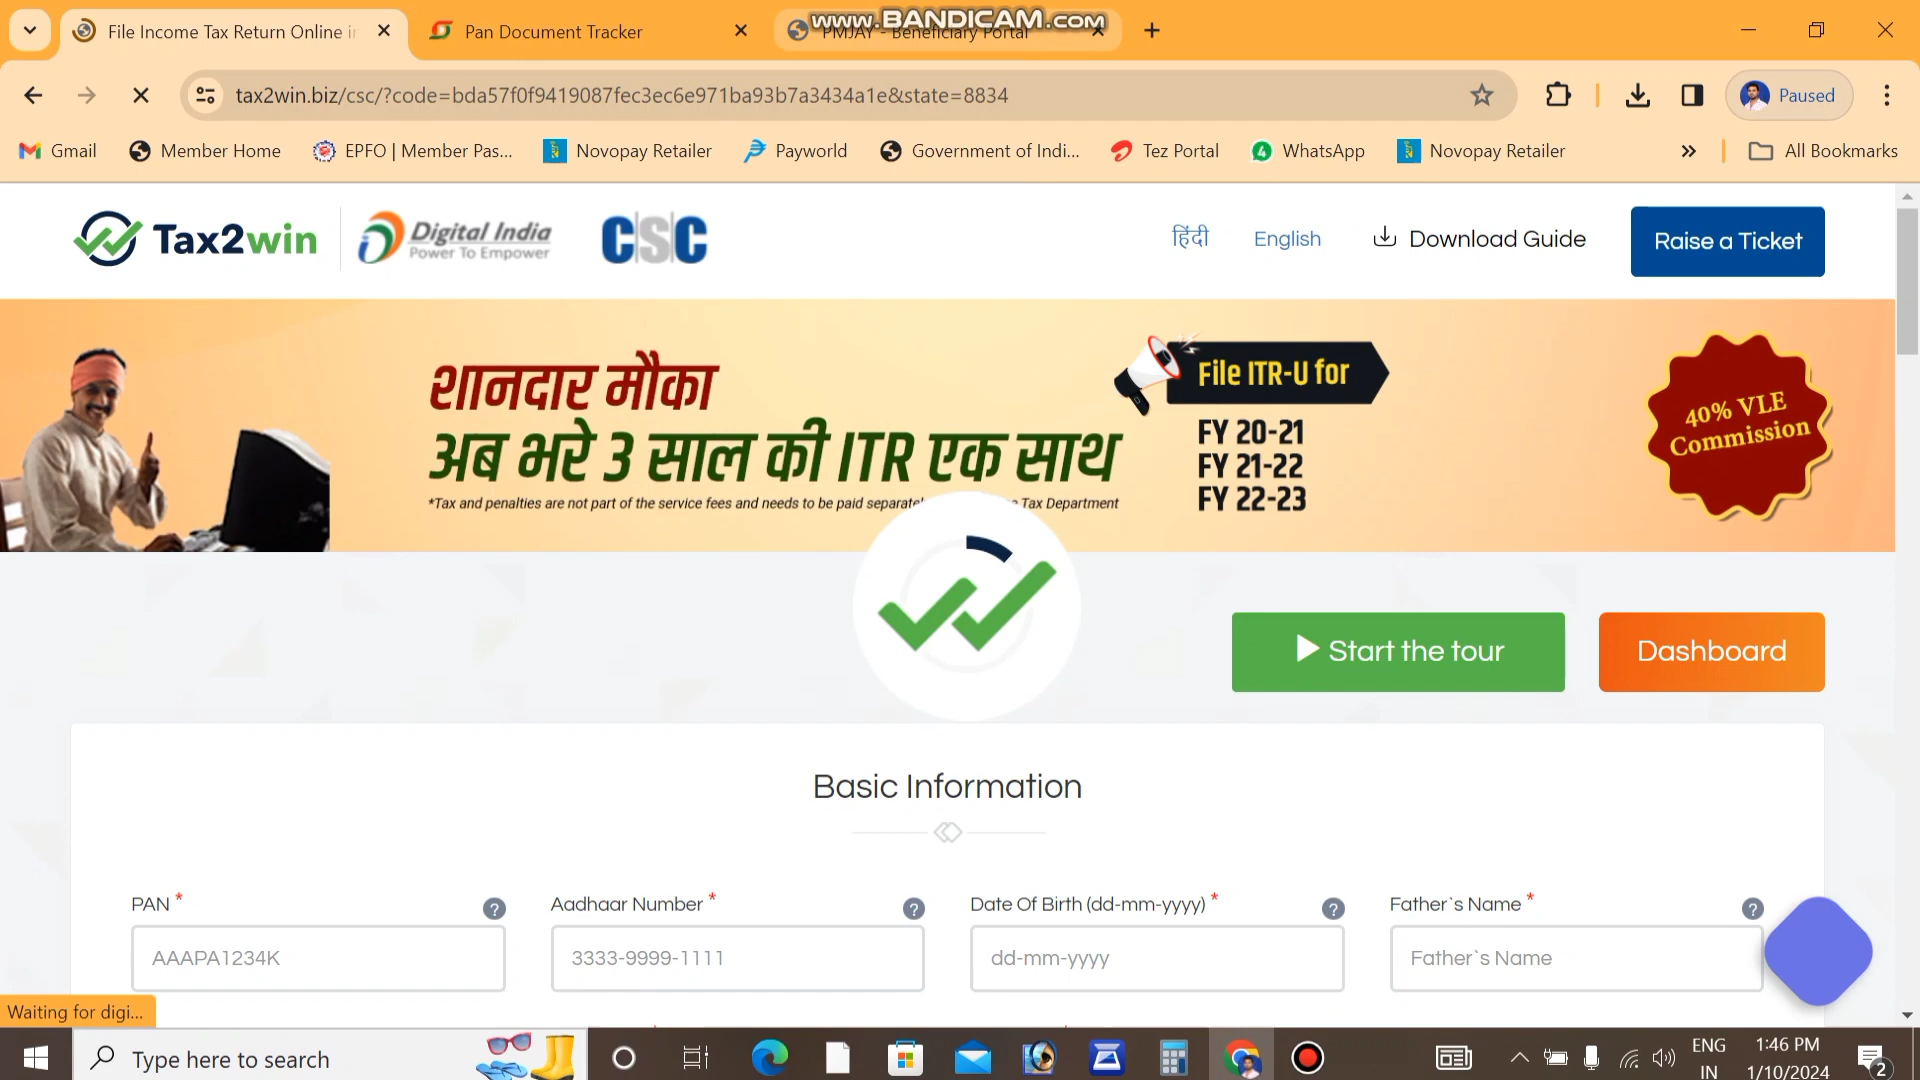 www.BANDICAM.com
File Income Tax Return Online in
Pan Document Tracker
PMJAY - Beneficiary Portal
tax2win.biz/csc/?code=bda57f0f9419087fec3ec6e971ba93b7a3434a1e&state=8834
Paused
Gmail
Member Home
EPFO | Member Pas...
Novopay Retailer
Payworld
Government of Indi...
Tez Portal
WhatsApp
Novopay Retailer
All Bookmarks
Tax2win
Digital India
Power To Empower
CSC
हिंदी
English
Download Guide
Raise a Ticket
शानदार मौका
अब भरे 3 साल की ITR एक साथ
*Tax and penalties are not part of the service fees and needs to be paid Tax Department
File ITR-U for
FY 20-21
FY 21-22
FY 22-23
40% VLE
Commission
Start the tour
Dashboard
Basic Information
PAN *
Aadhaar Number *
Date Of Birth (dd-mm-yyyy) *
Father`s Name *
AAAPA1234K
3333-9999-1111
dd-mm-yyyy
Father`s Name
Waiting for digi...
Type here to search
ENG
IN
1:46 PM
1/10/2024
2